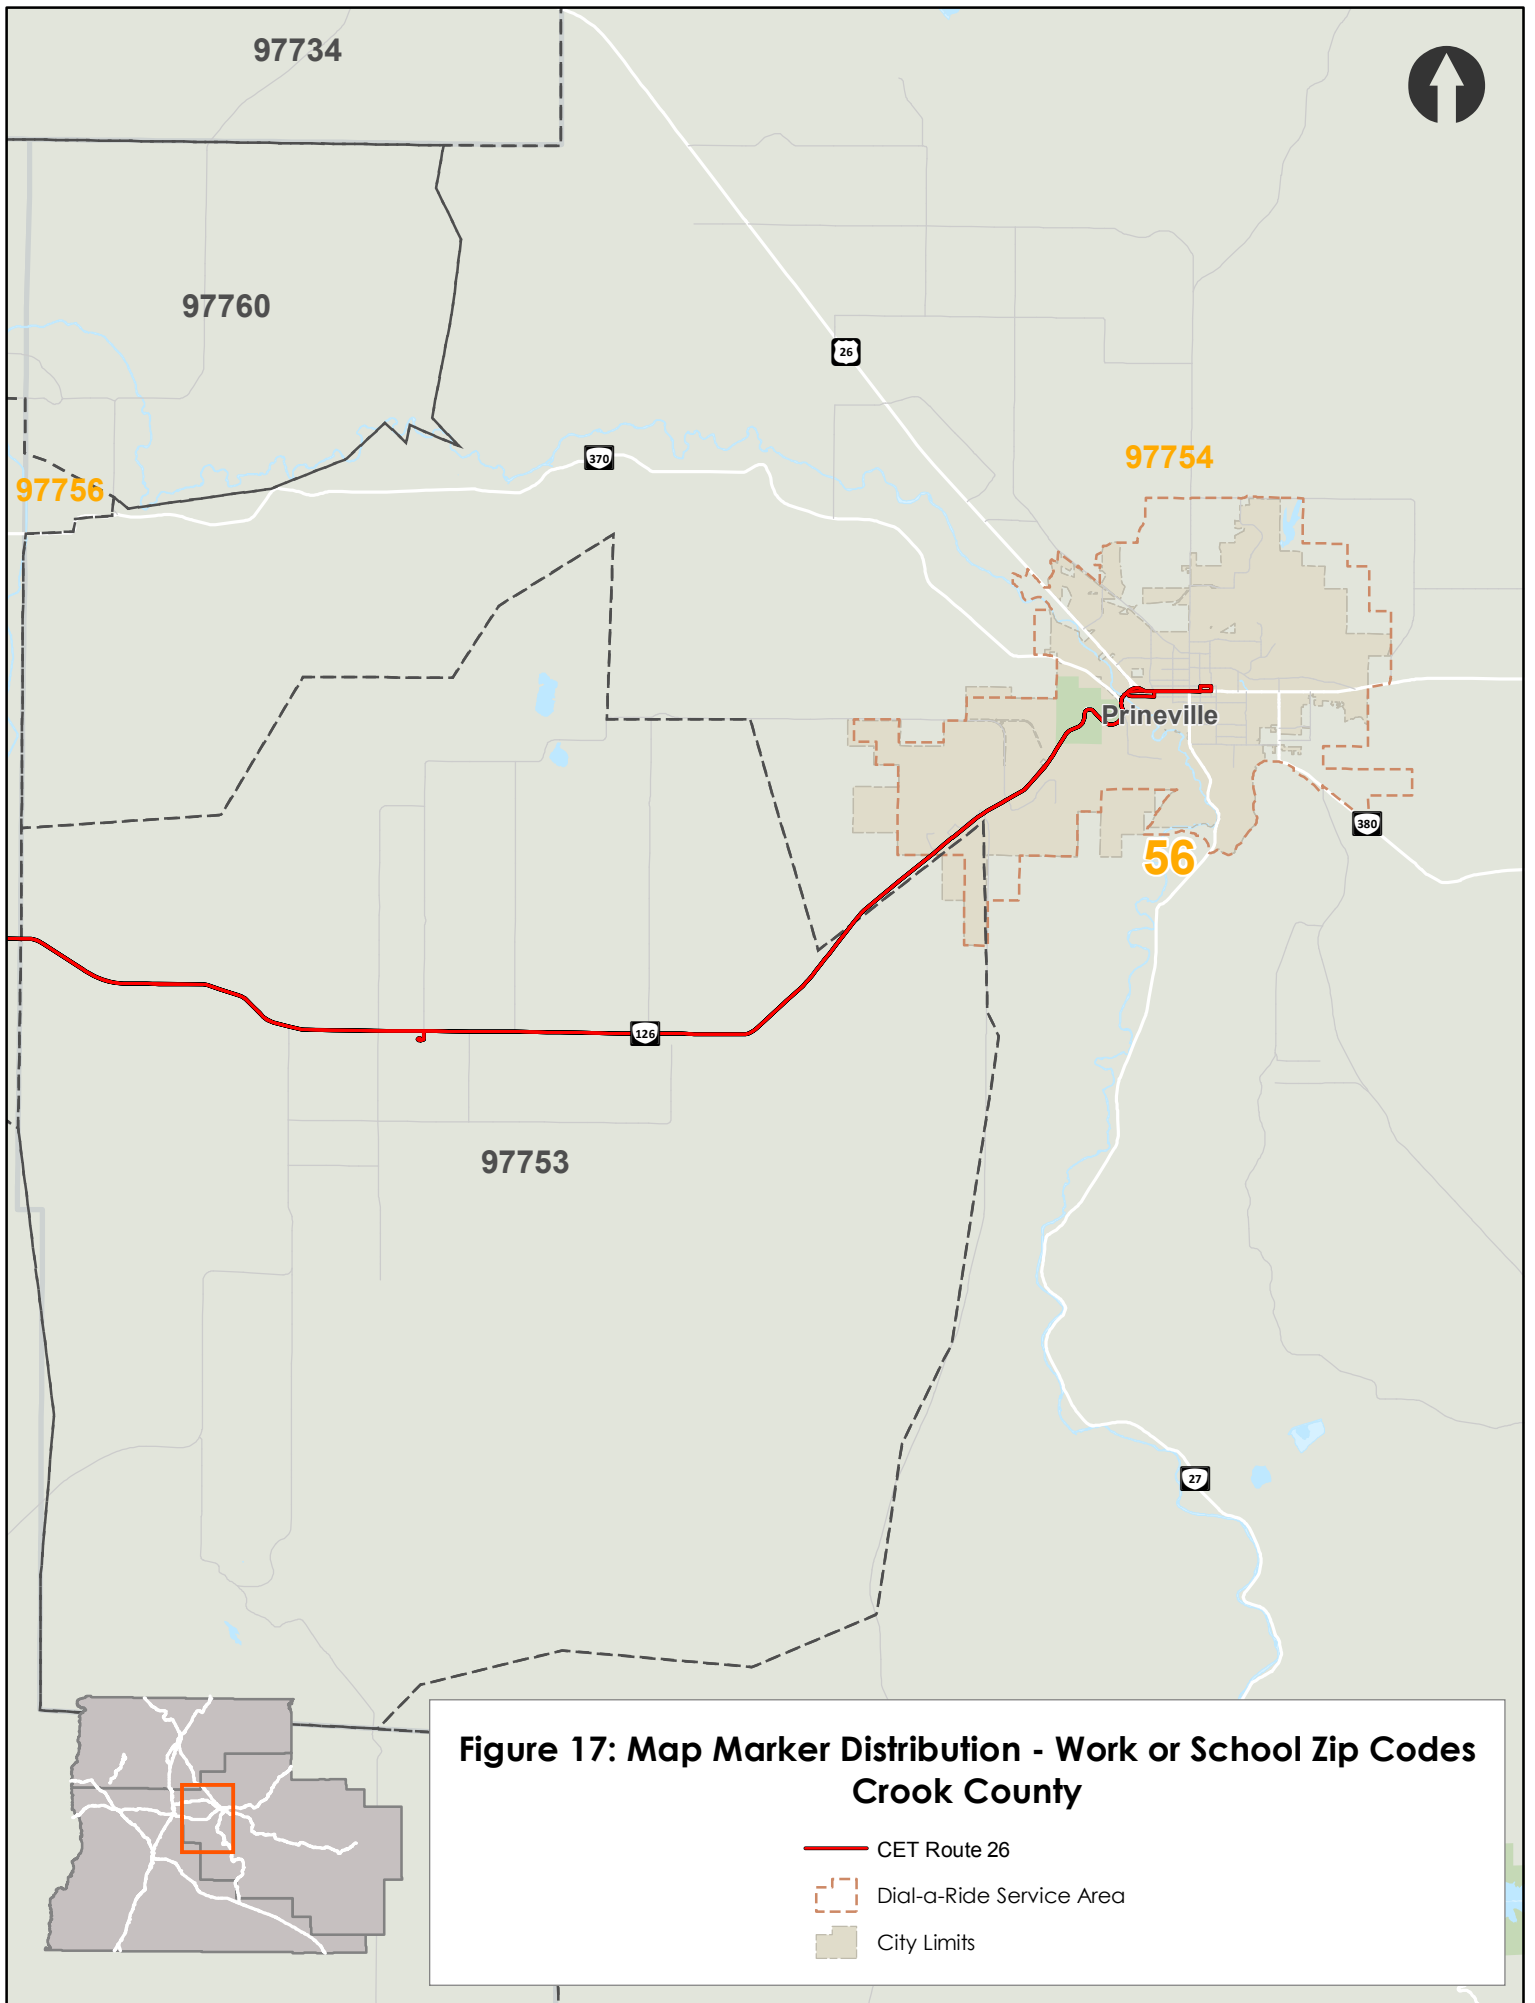 97734
97760
26
370
97754
97756
Prineville
380
56
126
97753
27
Figure 17: Map Marker Distribution - Work or School Zip Codes
Crook County
CET Route 26
Dial-a-Ride Service Area
City Limits